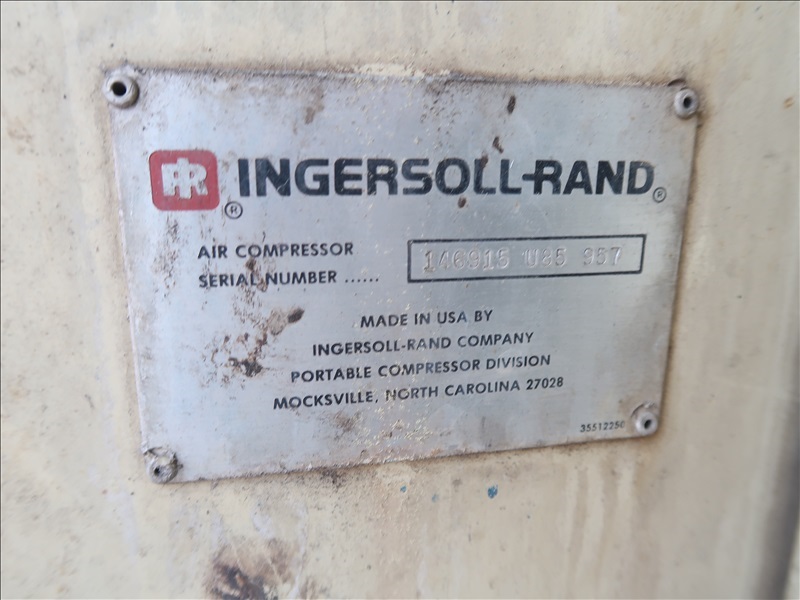 IR ® INGERSOLL-RAND®
AIR COMPRESSOR
SERIAL NUMBER ...... 146915 U85 957
MADE IN USA BY
INGERSOLL-RAND COMPANY
PORTABLE COMPRESSOR DIVISION
MOCKSVILLE, NORTH CAROLINA 27028
35512250